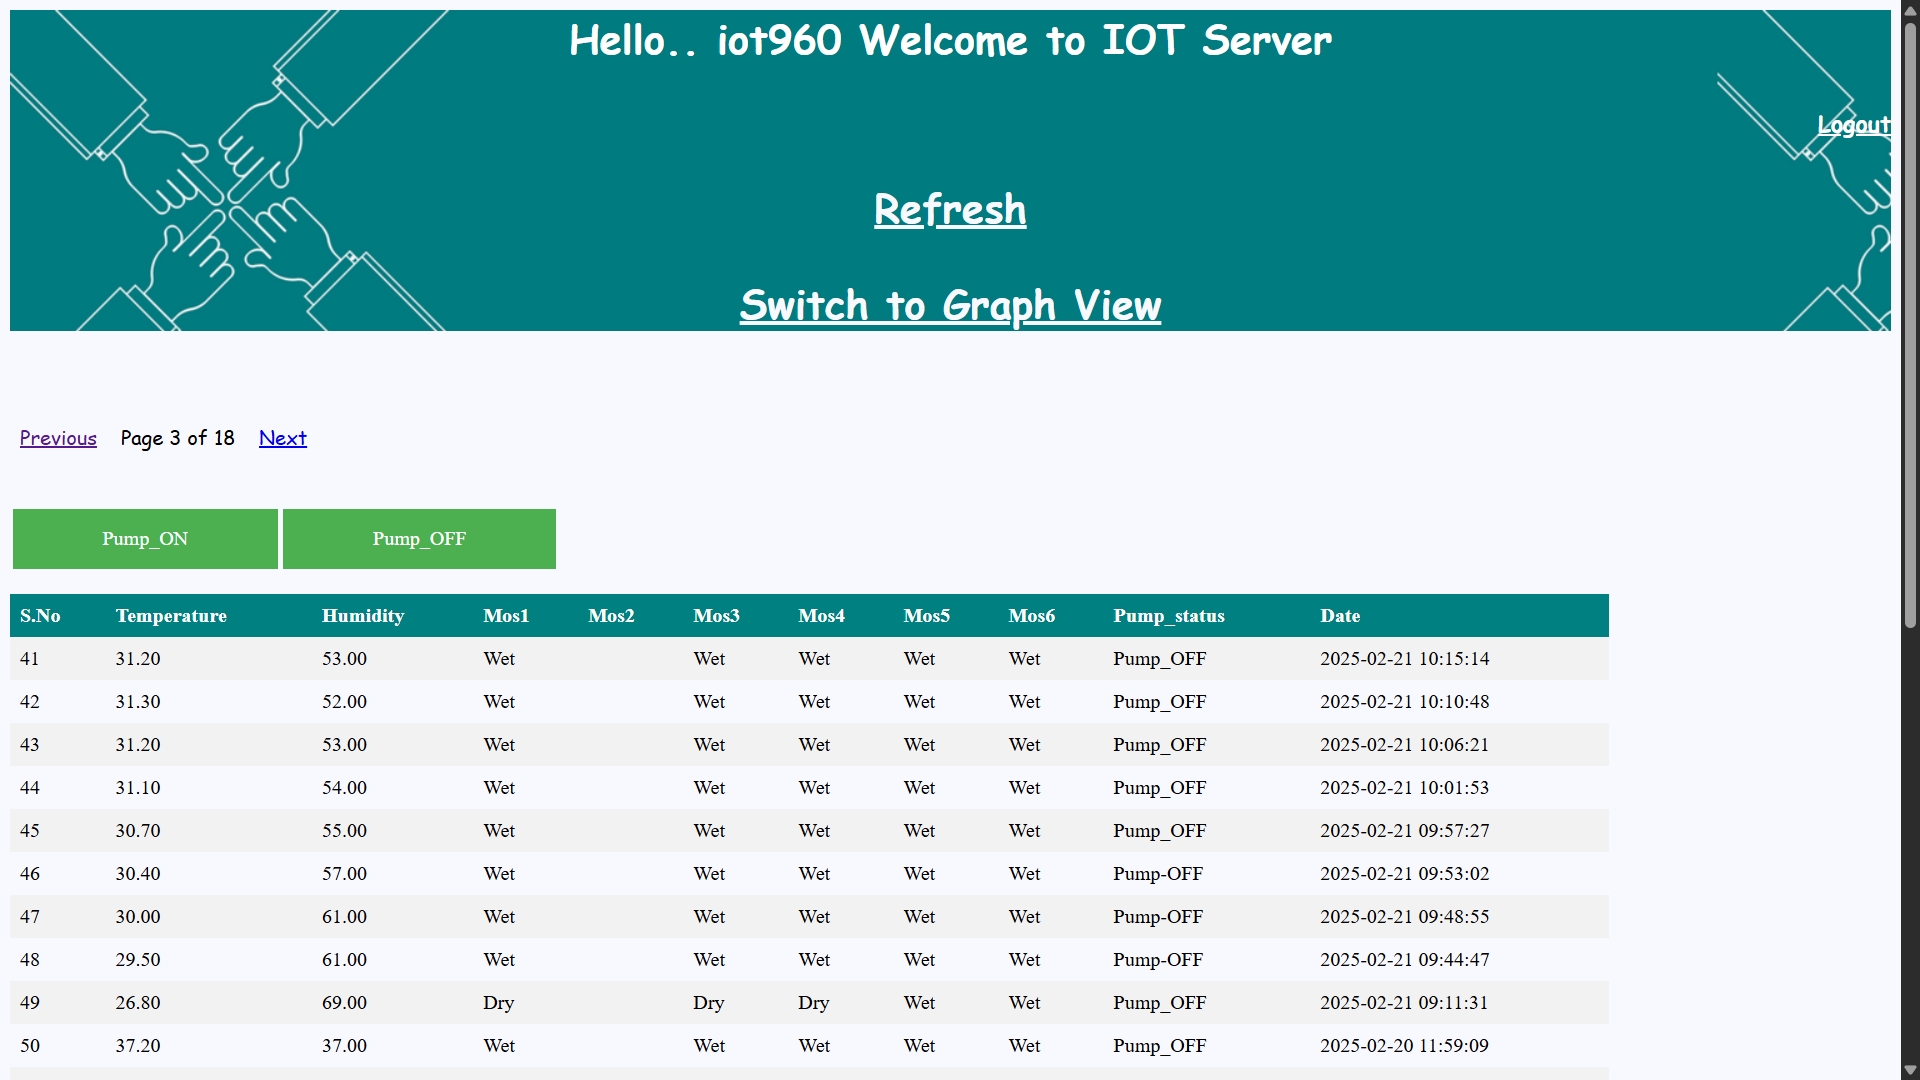 Hello.. iot960 Welcome to IOT Server
Logout
Refresh
Switch to Graph View
Previous Page 3 of 18 Next
Pump_ON Pump_OFF
S.No Temperature Humidity Mos1 Mos2 Mos3 Mos4 Mos5 Mos6 Pump_status Date
41 31.20 53.00 Wet Wet Wet Wet Wet Pump_OFF 2025-02-21 10:15:14
42 31.30 52.00 Wet Wet Wet Wet Wet Pump_OFF 2025-02-21 10:10:48
43 31.20 53.00 Wet Wet Wet Wet Wet Pump_OFF 2025-02-21 10:06:21
44 31.10 54.00 Wet Wet Wet Wet Wet Pump_OFF 2025-02-21 10:01:53
45 30.70 55.00 Wet Wet Wet Wet Wet Pump_OFF 2025-02-21 09:57:27
46 30.40 57.00 Wet Wet Wet Wet Wet Pump-OFF 2025-02-21 09:53:02
47 30.00 61.00 Wet Wet Wet Wet Wet Pump-OFF 2025-02-21 09:48:55
48 29.50 61.00 Wet Wet Wet Wet Wet Pump-OFF 2025-02-21 09:44:47
49 26.80 69.00 Dry Dry Dry Wet Wet Pump_OFF 2025-02-21 09:11:31
50 37.20 37.00 Wet Wet Wet Wet Wet Pump_OFF 2025-02-20 11:59:09